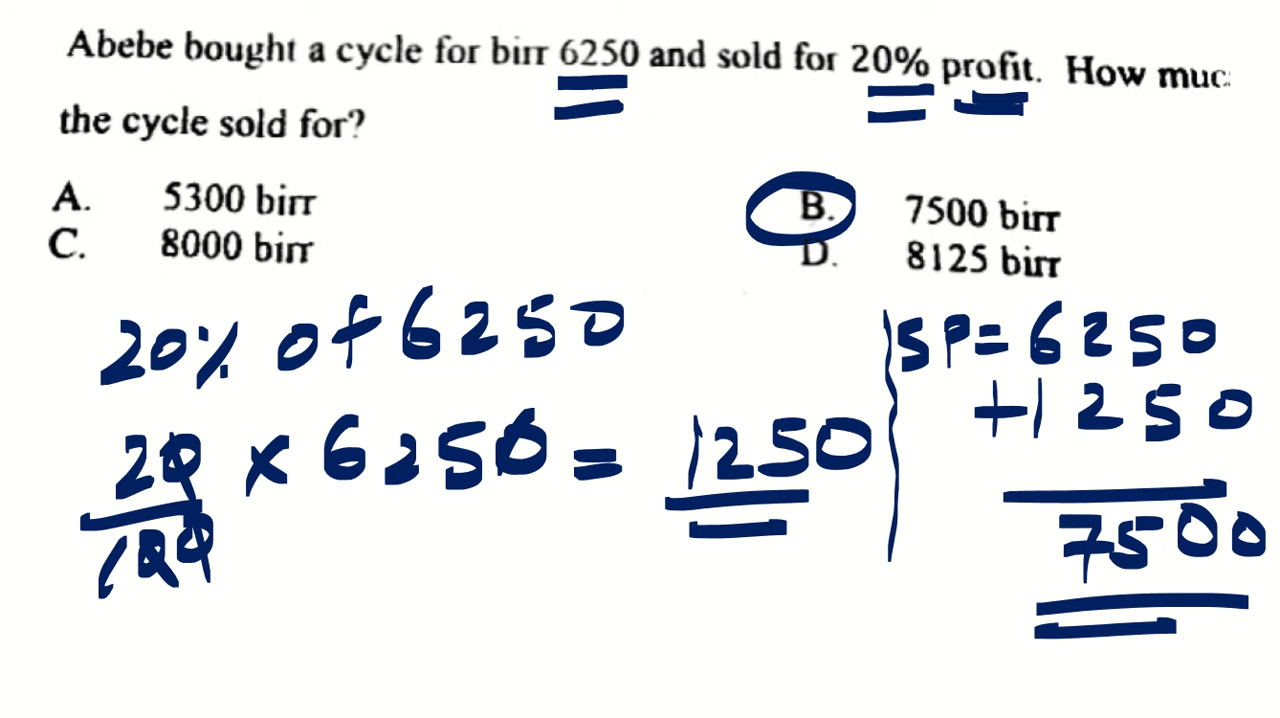 Abebe bought a cycle for birr 6250 and sold for 20% profit. How muc
the cycle sold for?
A. 5300 birr B. 7500 birr
C. 8000 birr D. 8125 birr
20% of 6250
20/100 × 6250 = 1250
SP = 6250
+1250
7500